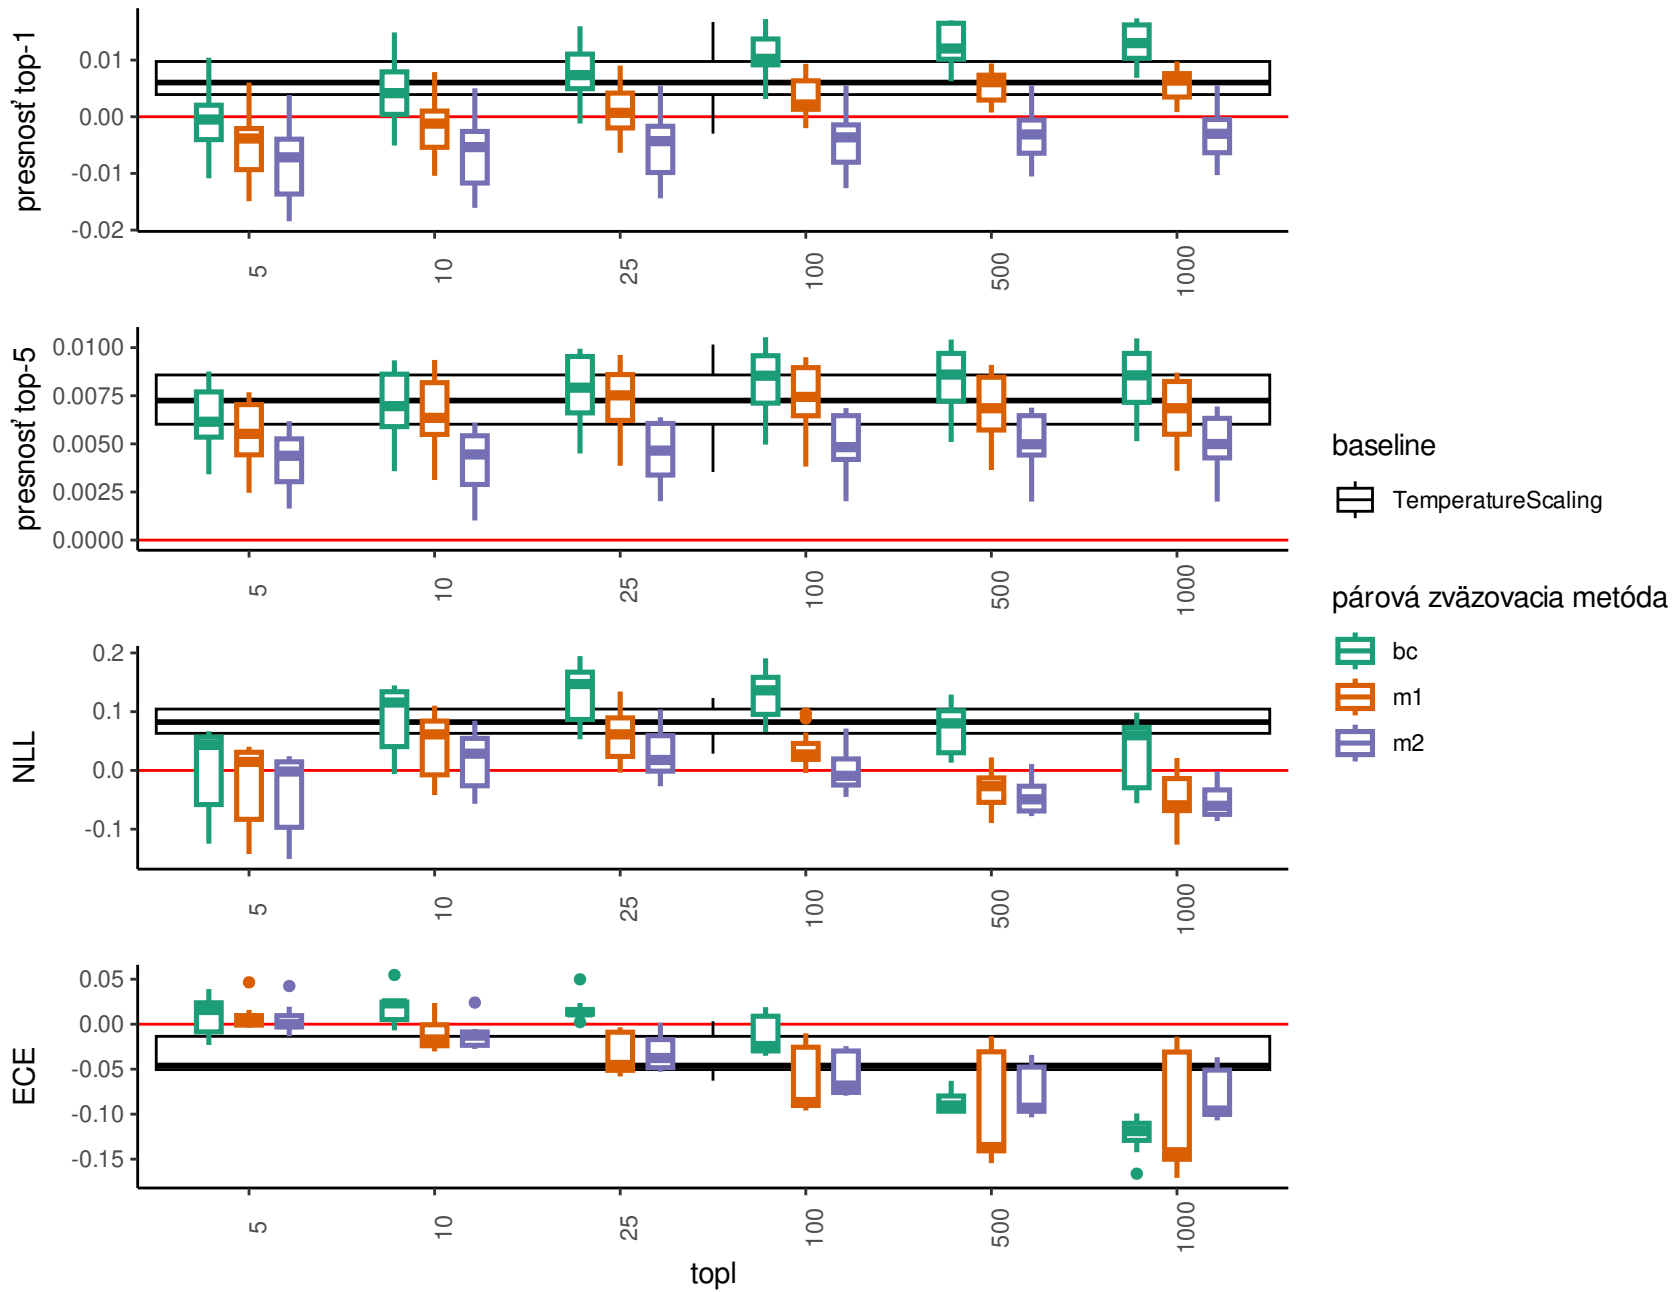 presnosť top-1
0.01
0.00
-0.01
-0.02
5 10 25 100 500 1000
presnosť top-5
0.0100
0.0075
0.0050
0.0025
0.0000
5 10 25 100 500 1000
NLL
0.2
0.1
0.0
-0.1
5 10 25 100 500 1000
ECE
0.05
0.00
-0.05
-0.10
-0.15
5 10 25 100 500 1000
topl
baseline
TemperatureScaling
párová zväzovacia metóda
bc
m1
m2